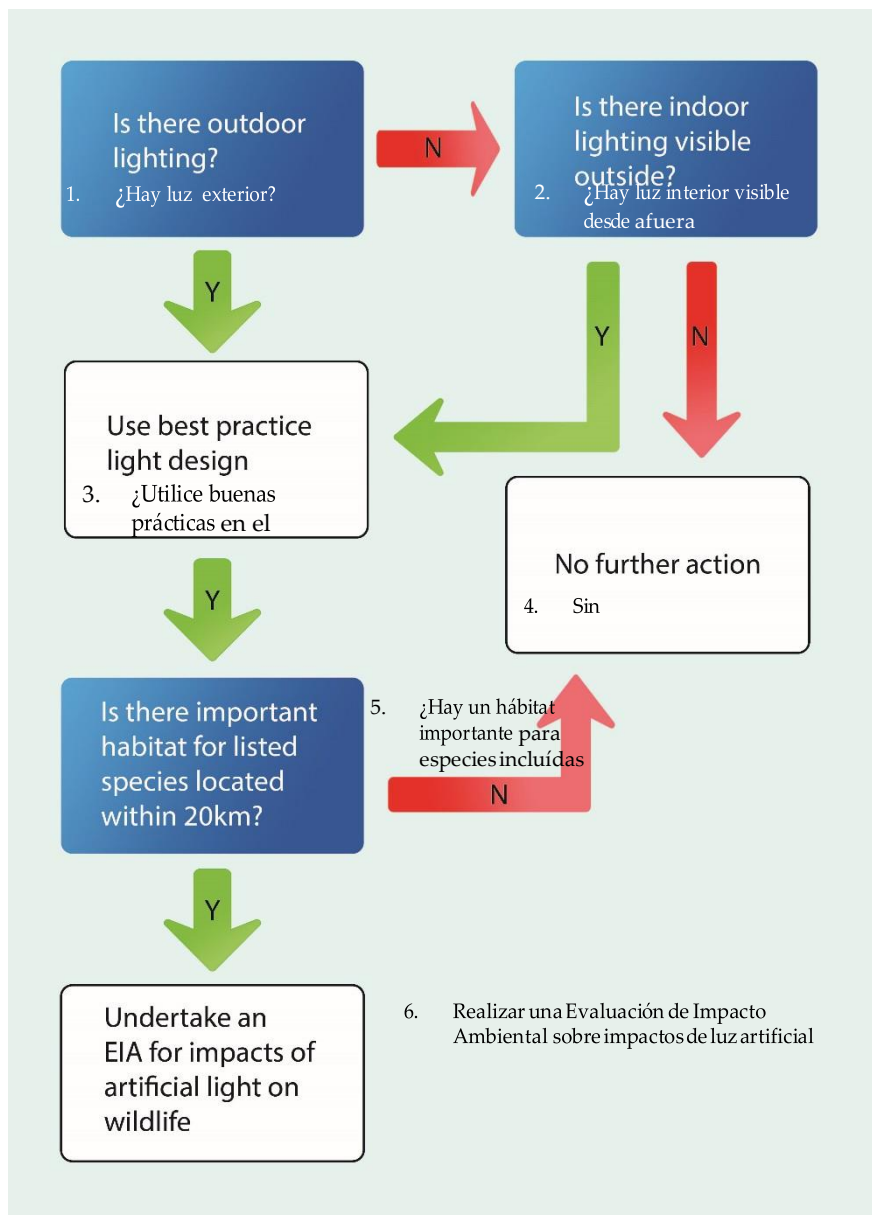 Is there outdoor
lighting?
1. ¿Hay luz exterior?
N
Is there indoor
lighting visible
outside?
2. ¿Hay luz interior visible
desde afuera
Y
Y
N
Use best practice
light design
3. ¿Utilice buenas
prácticas en el
No further action
4. Sin
Y
Is there important
habitat for listed
species located
within 20km?
5. ¿Hay un hábitat
importante para
especies incluídas
N
Y
Undertake an
EIA for impacts of
artificial light on
wildlife
6. Realizar una Evaluación de Impacto
Ambiental sobre impactos de luz artificial